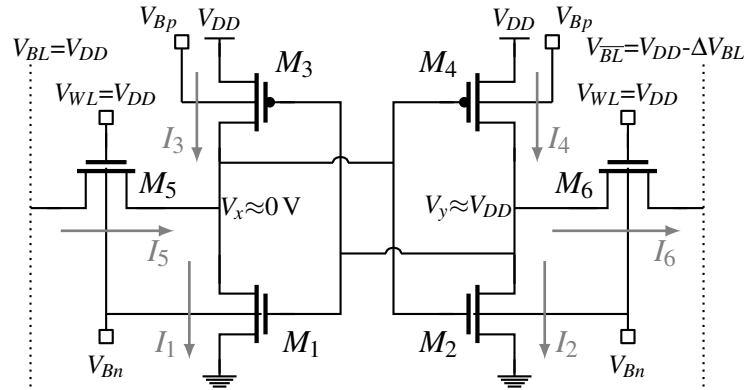 V_BL=V_DD
V_Bp
V_DD
V_DD
V_Bp
V_B̅L̅=V_DD-ΔV_BL
M_3
M_4
V_WL=V_DD
V_WL=V_DD
I_3
I_4
M_5
V_x≈0 V
V_y≈V_DD
M_6
I_5
I_6
I_1
M_1
M_2
I_2
V_Bn
V_Bn